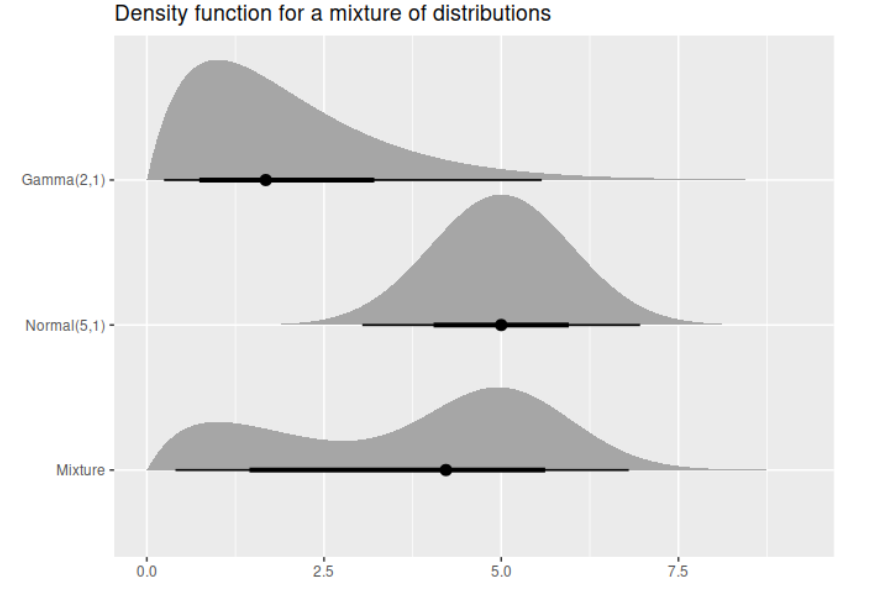 Density function for a mixture of distributions
Gamma(2,1)
Normal(5,1)
Mixture
0.0 2.5 5.0 7.5